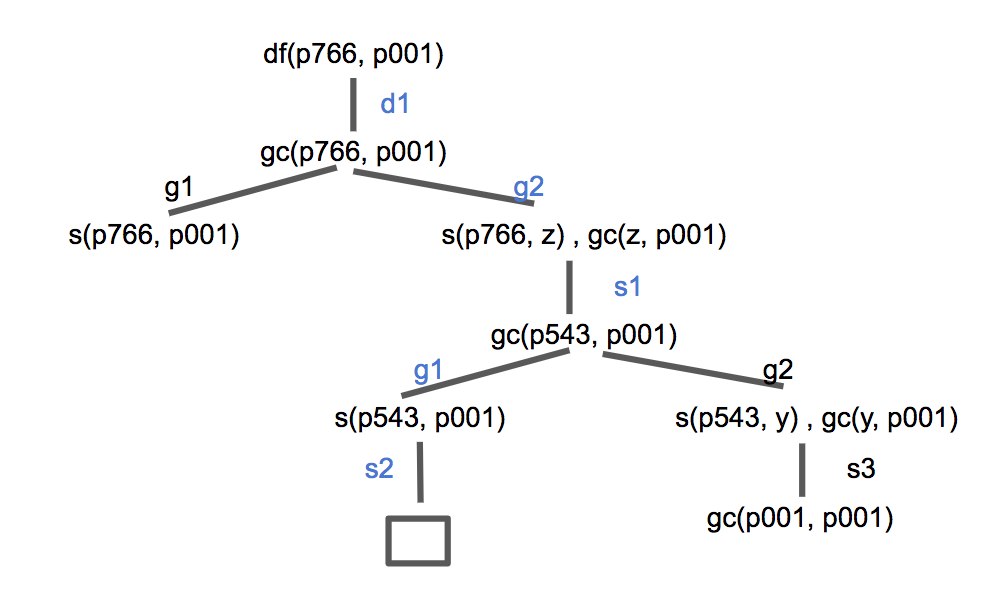 df(p766, p001)
d1
gc(p766, p001)
g1
g2
s(p766, p001)
s(p766, z) , gc(z, p001)
s1
gc(p543, p001)
g1
g2
s(p543, p001)
s(p543, y) , gc(y, p001)
s2
s3
gc(p001, p001)